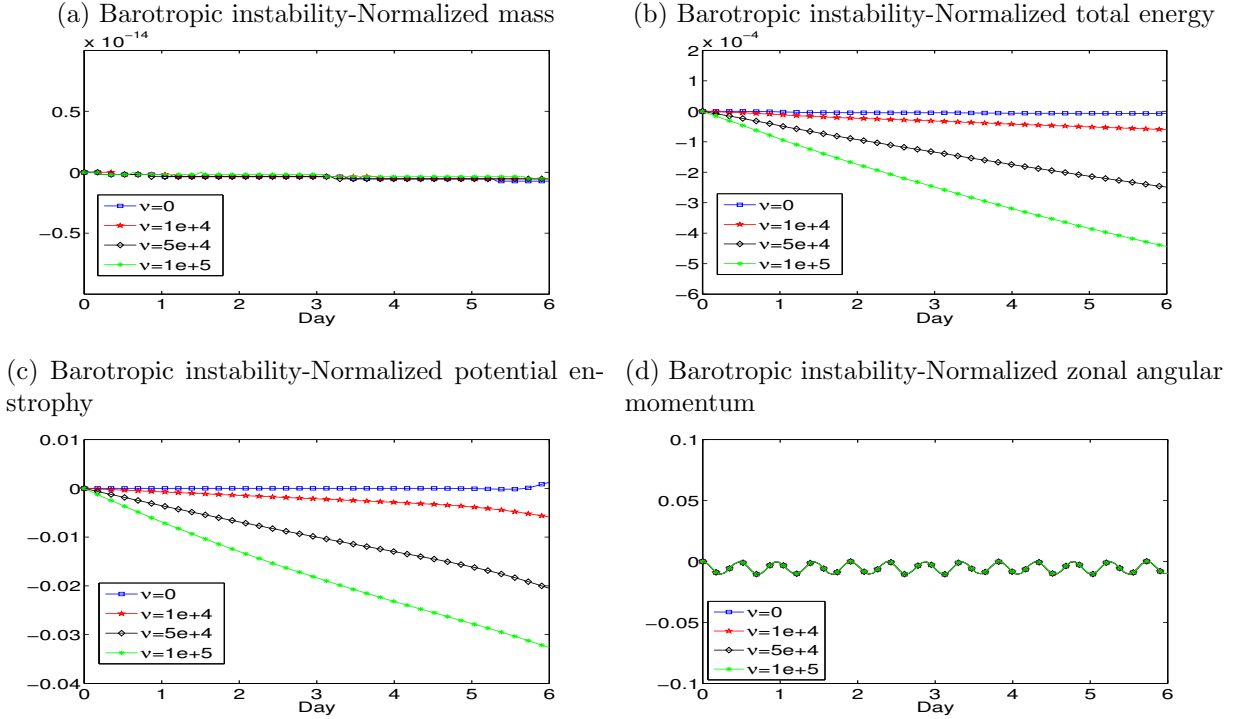 (a) Barotropic instability-Normalized mass
× 10⁻¹⁴
0.5
0
−0.5
0 1 2 3 4 5 6
Day
ν=0
ν=1e+4
ν=5e+4
ν=1e+5
(b) Barotropic instability-Normalized total energy
× 10⁻⁴
2
1
0
−1
−2
−3
−4
−5
−6
0 1 2 3 4 5 6
Day
ν=0
ν=1e+4
ν=5e+4
ν=1e+5
(c) Barotropic instability-Normalized potential en-
strophy
0.01
0
−0.01
−0.02
−0.03
−0.04
0 1 2 3 4 5 6
Day
ν=0
ν=1e+4
ν=5e+4
ν=1e+5
(d) Barotropic instability-Normalized zonal angular
momentum
0.1
0.05
0
−0.05
−0.1
0 1 2 3 4 5 6
Day
ν=0
ν=1e+4
ν=5e+4
ν=1e+5